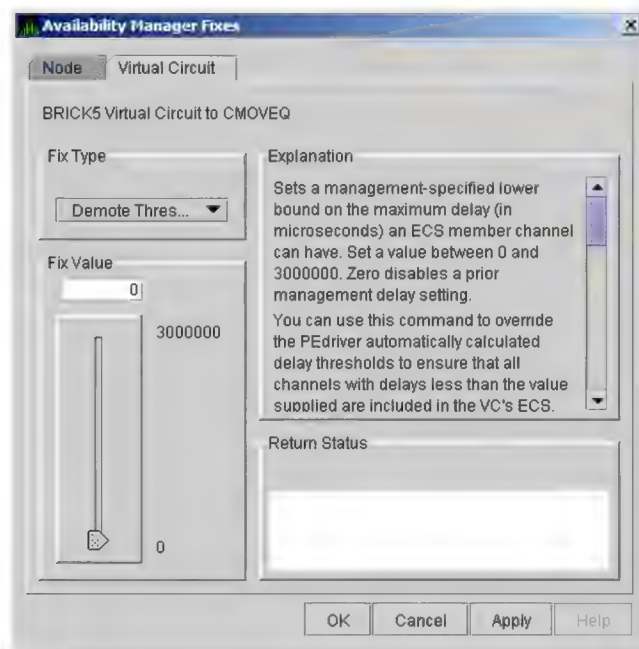 Availability Manager Fixes
Node
Virtual Circuit
BRICK5 Virtual Circuit to CMOVEQ
Fix Type
Demote Thres...
Fix Value
0
3000000
0
Explanation
Sets a management-specified lower
bound on the maximum delay (in
microseconds) an ECS member channel
can have. Set a value between 0 and
3000000. Zero disables a prior
management delay setting.
You can use this command to override
the PEdriver automatically calculated
delay thresholds to ensure that all
channels with delays less than the value
supplied are included in the VC's ECS.
Return Status
OK
Cancel
Apply
Help